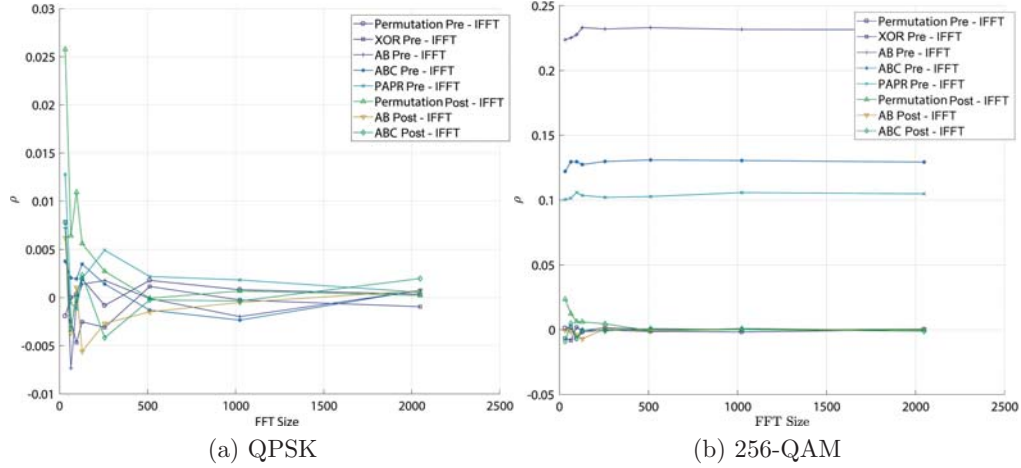 0.03
0.025
0.02
0.015
0.01
0.005
0
-0.005
-0.01
ρ
0 500 1000 1500 2000 2500
FFT Size
Permutation Pre - IFFT
XOR Pre - IFFT
AB Pre - IFFT
ABC Pre - IFFT
PAPR Pre - IFFT
Permutation Post - IFFT
AB Post - IFFT
ABC Post - IFFT
(a) QPSK
0.25
0.2
0.15
0.1
0.05
0
-0.05
ρ
0 500 1000 1500 2000 2500
FFT Size
Permutation Pre - IFFT
XOR Pre - IFFT
AB Pre - IFFT
ABC Pre - IFFT
PAPR Pre - IFFT
Permutation Post - IFFT
AB Post - IFFT
ABC Post - IFFT
(b) 256-QAM